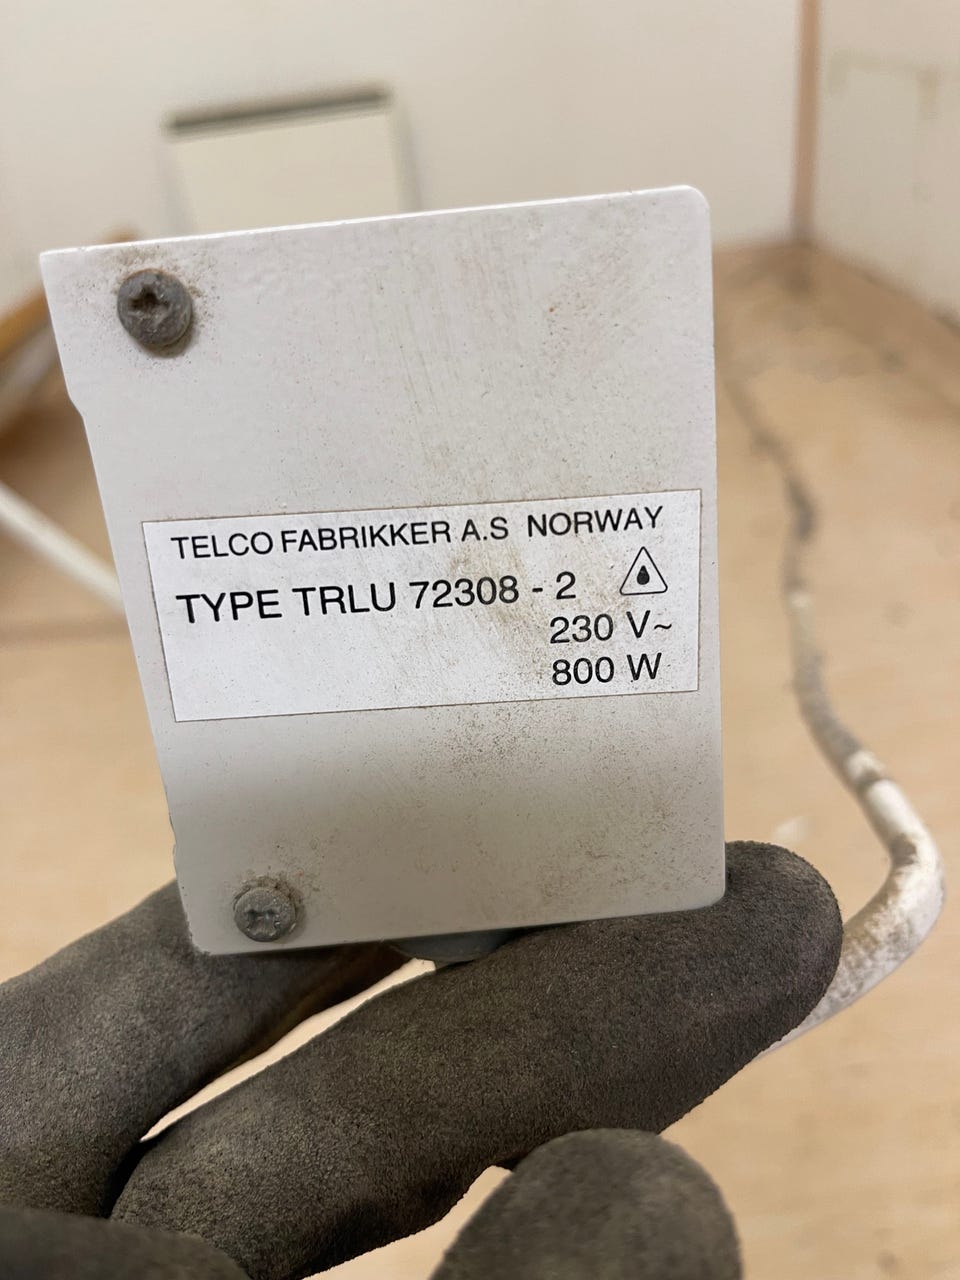 TELCO FABRIKKER A.S NORWAY
TYPE TRLU 72308 - 2
230 V~
800 W